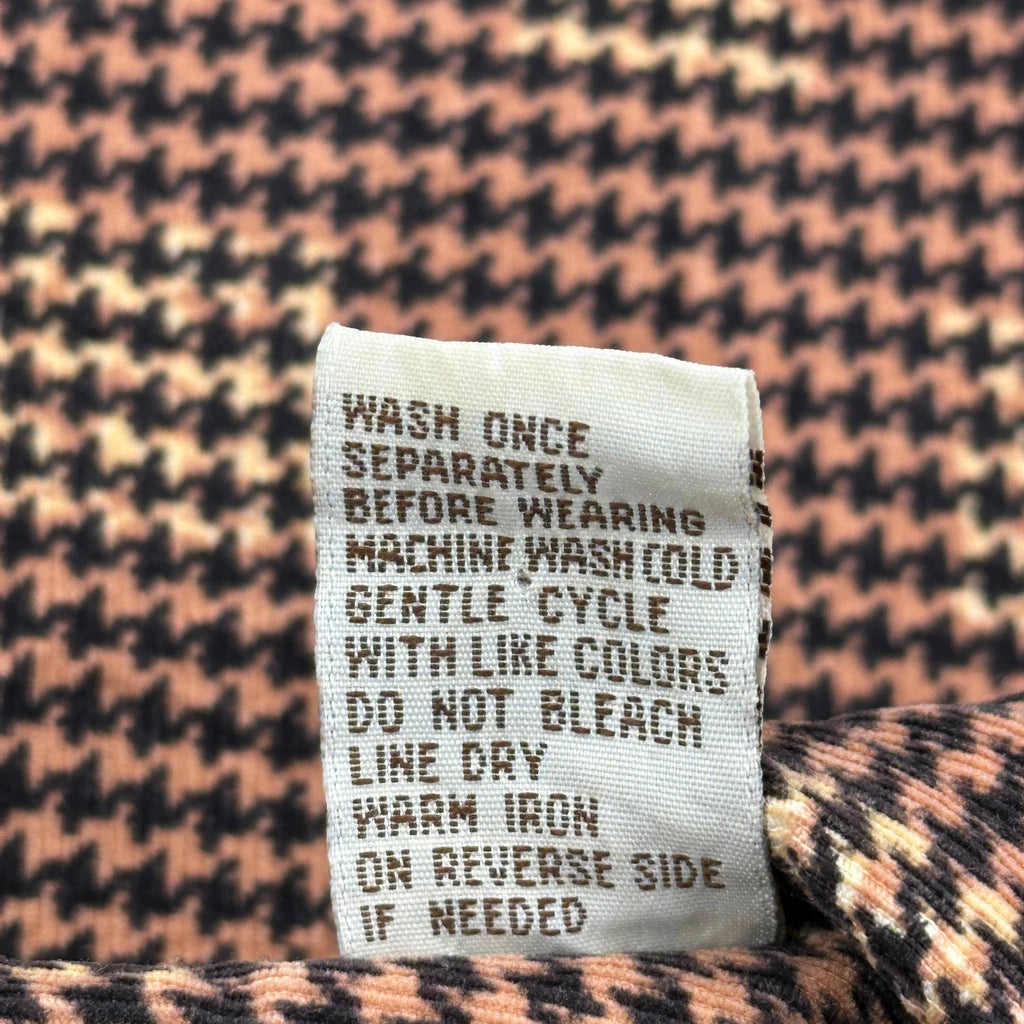 WASH ONCE
SEPARATELY
BEFORE WEARING
MACHINE WASH COLD
GENTLE CYCLE
WITH LIKE COLORS
DO NOT BLEACH
LINE DRY
WARM IRON
ON REVERSE SIDE
IF NEEDED